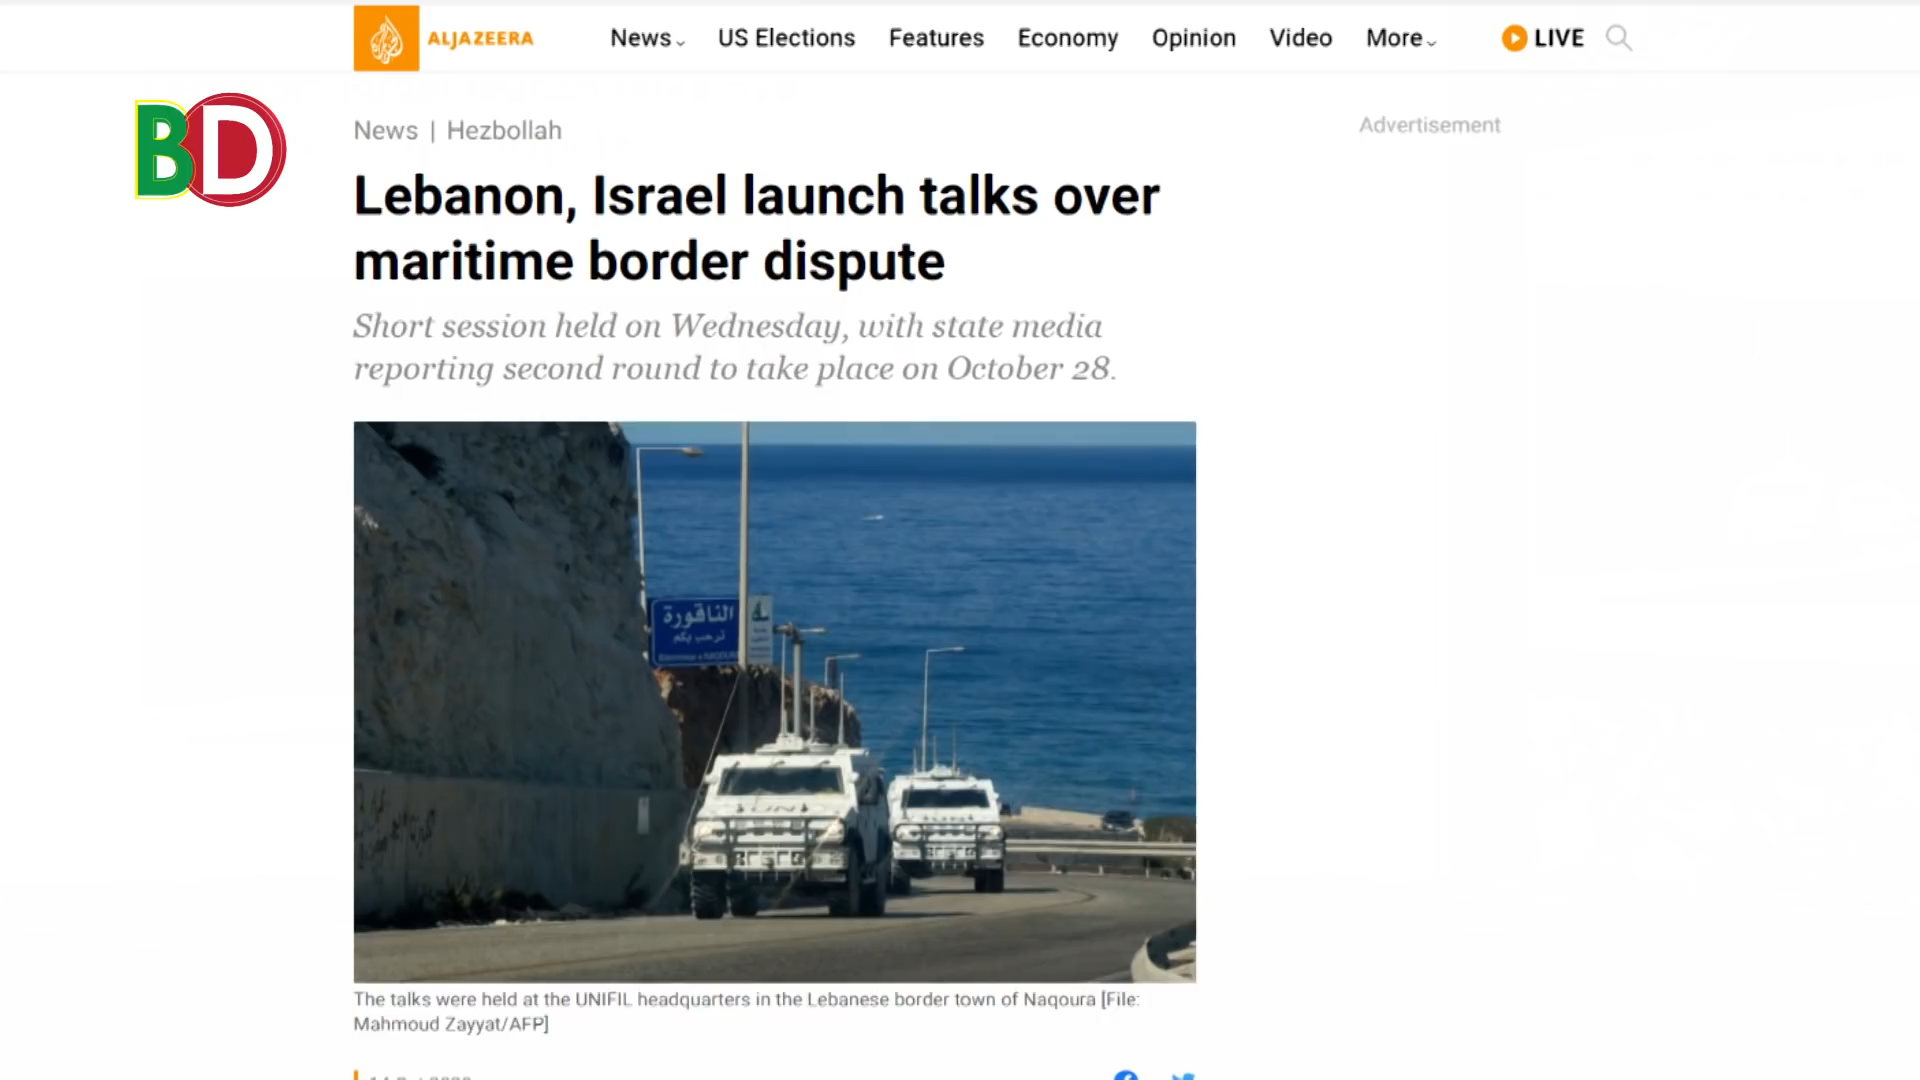 ALJAZEERA
News
US Elections
Features
Economy
Opinion
Video
More
LIVE
BD
News | Hezbollah
Advertisement
Lebanon, Israel launch talks over
maritime border dispute
Short session held on Wednesday, with state media
reporting second round to take place on October 28.
الناقورة
ترحب بكم
UN
The talks were held at the UNIFIL headquarters in the Lebanese border town of Naqoura [File:
Mahmoud Zayyat/AFP]